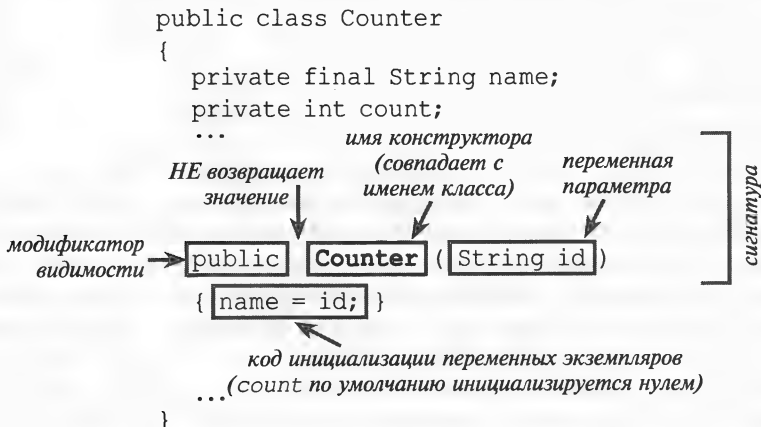 public class Counter
{
private final String name;
private int count;
...
имя конструктора
(совпадает с
именем класса)
НЕ возвращает
значение
переменная
параметра
сигнатура
модификатор
видимости
public Counter ( String id )
{ name = id; }
код инициализации переменных экземпляров
(count по умолчанию инициализируется нулем)
...
}